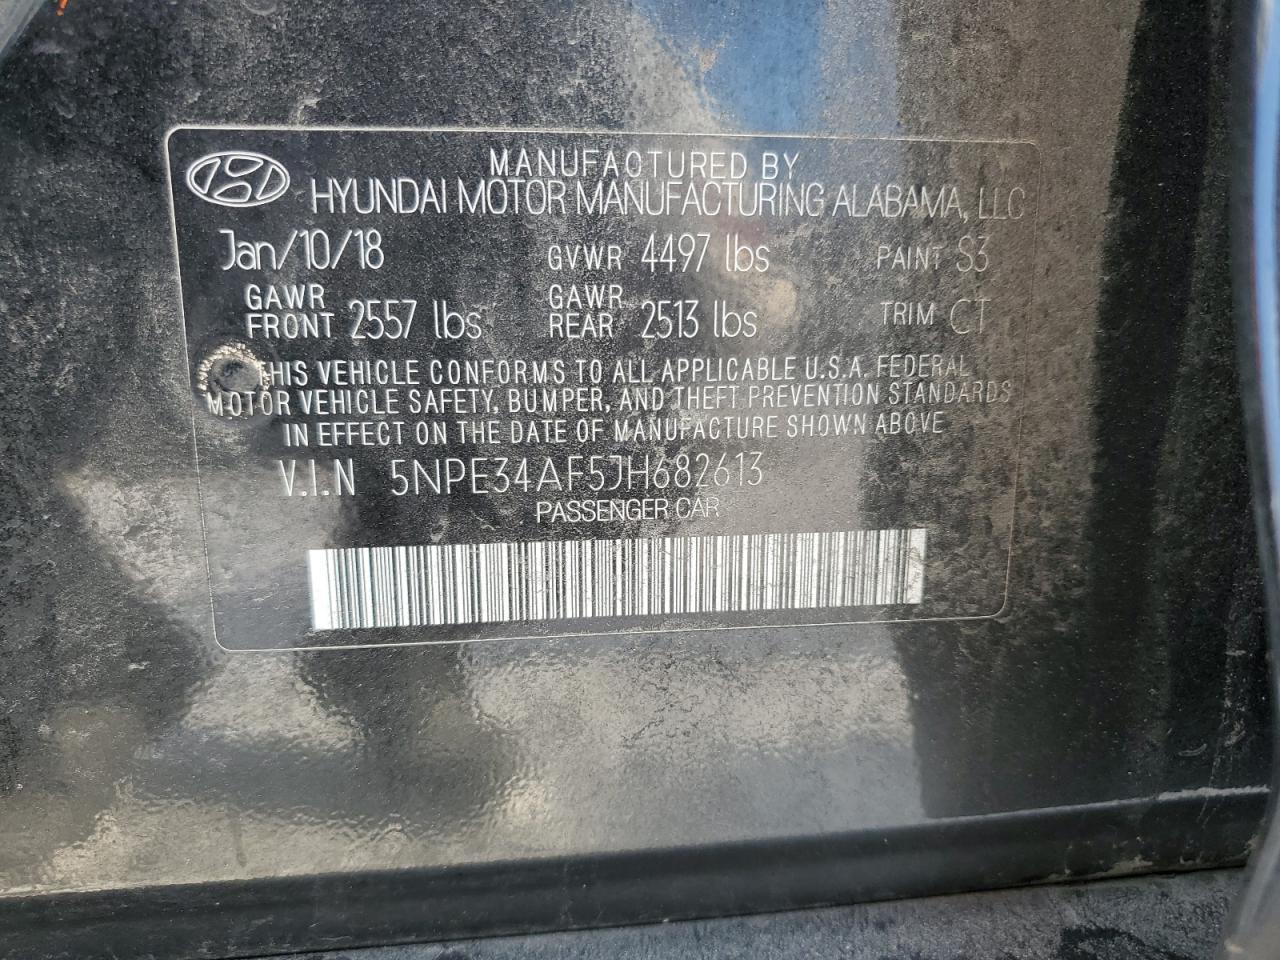 MANUFACTURED BY
HYUNDAI MOTOR MANUFACTURING ALABAMA, LLC
Jan/10/18 GVWR 4497 lbs PAINT S3
GAWR FRONT 2557 lbs GAWR REAR 2513 lbs TRIM CT
THIS VEHICLE CONFORMS TO ALL APPLICABLE U.S.A. FEDERAL
MOTOR VEHICLE SAFETY, BUMPER, AND THEFT PREVENTION STANDARDS
IN EFFECT ON THE DATE OF MANUFACTURE SHOWN ABOVE
V.I.N 5NPE34AF5JH682613
PASSENGER CAR